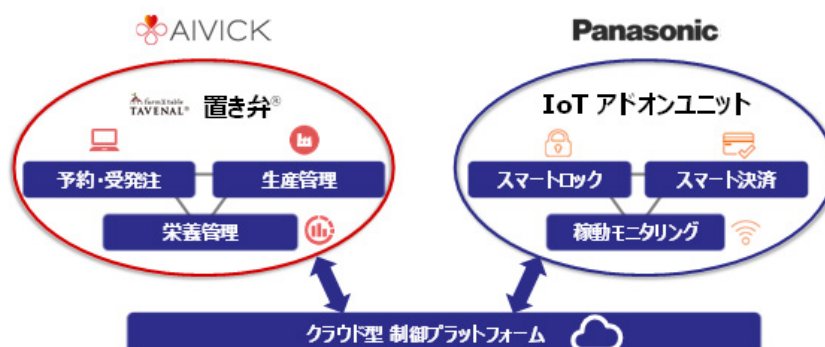 AIVICK
Panasonic
farm×table
TAVENAL® 置き弁®
IoT アドオンユニット
予約・受発注
生産管理
スマートロック
スマート決済
栄養管理
稼動モニタリング
クラウド型 制御プラットフォーム